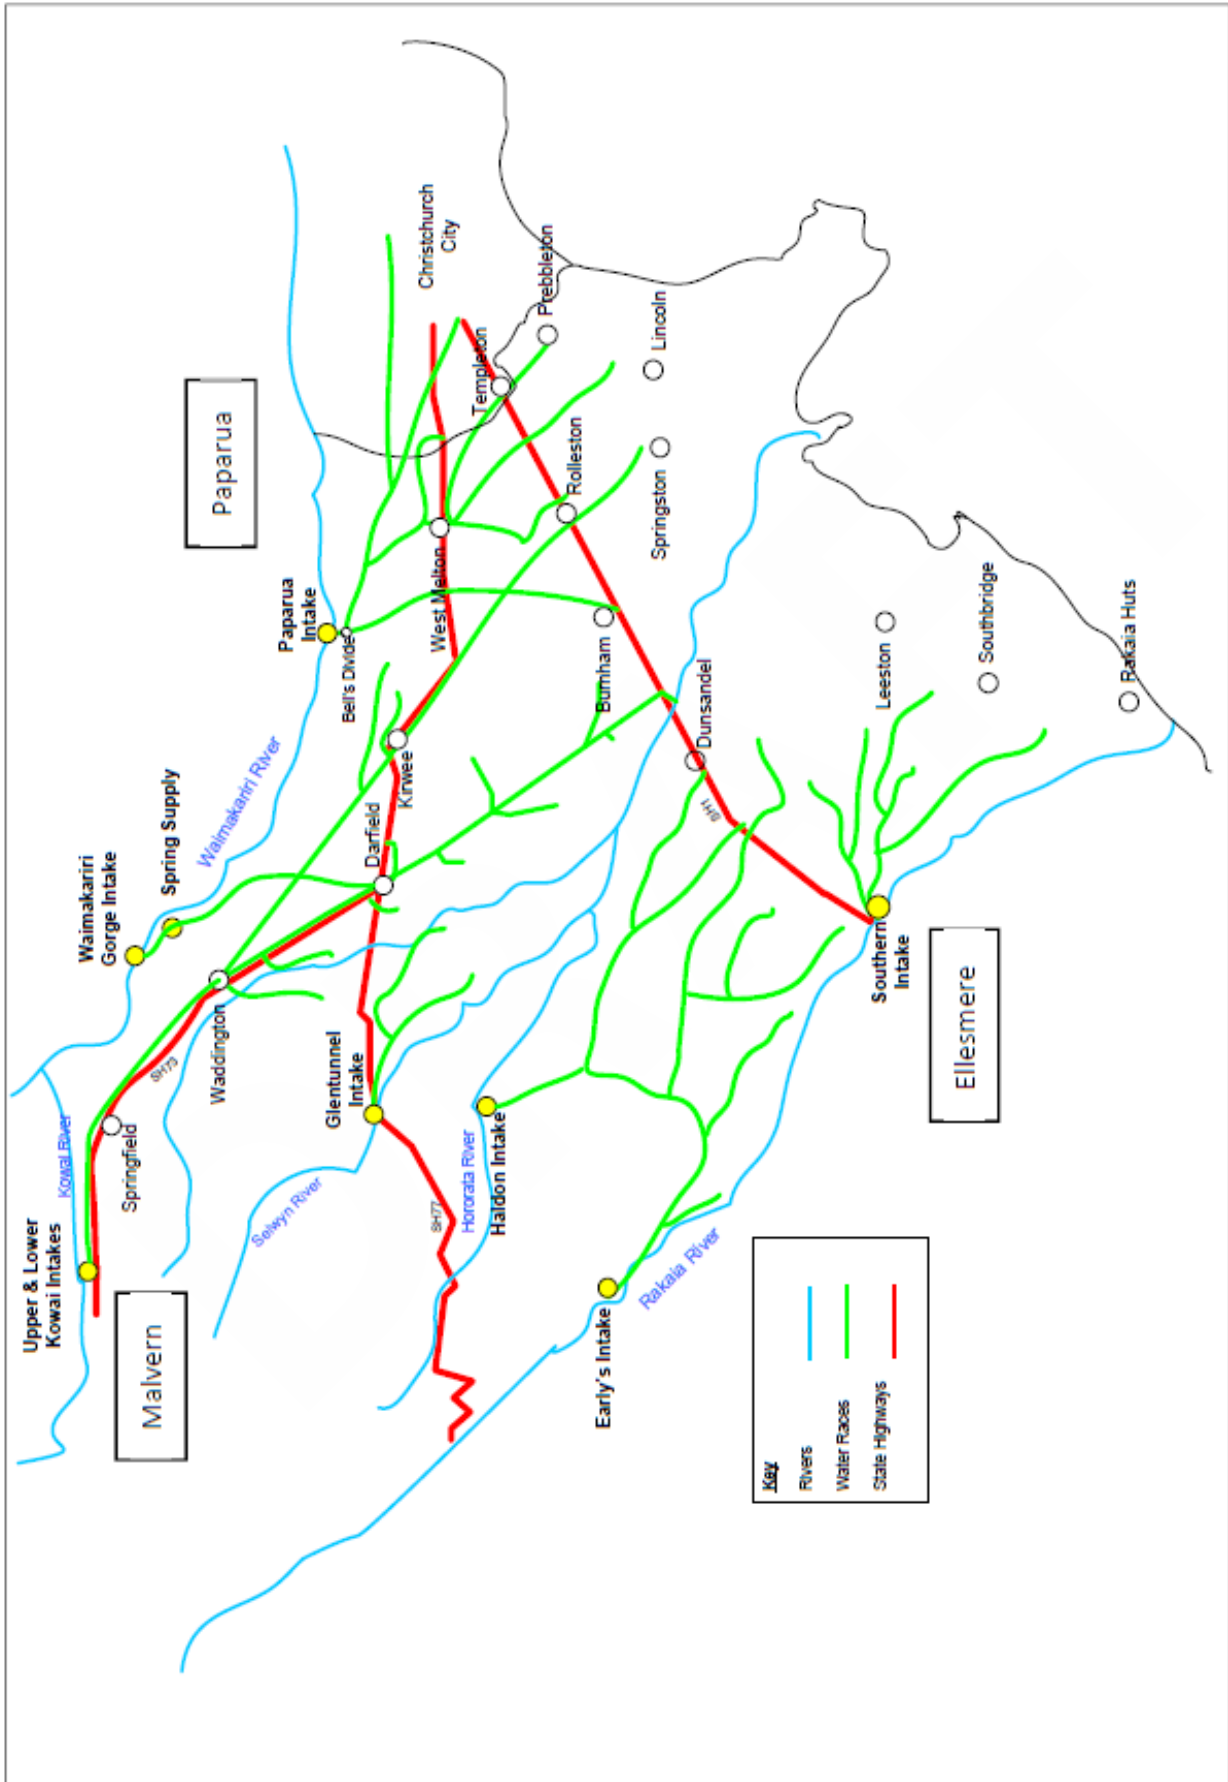 Upper & Lower
Kowai Intakes
Malvern
Kowai River
Springfield
SH73
Waddington
Waimakariri
Gorge Intake
Spring Supply
Waimakariri River
Paparua
Intake
Bell's Divide
Paparua
Christchurch
City
Selwyn River
Glentunnel
Intake
Darfield
Kirwee
West Melton
Templeton
Prebbleton
SH77
Hororata River
Haldon Intake
Burnham
Rolleston
Springston
Lincoln
Early's Intake
Rakaia River
Dunsandel
SH1
Southern
Intake
Ellesmere
Leeston
Southbridge
Rakaia Huts
Key
Rivers
Water Races
State Highways